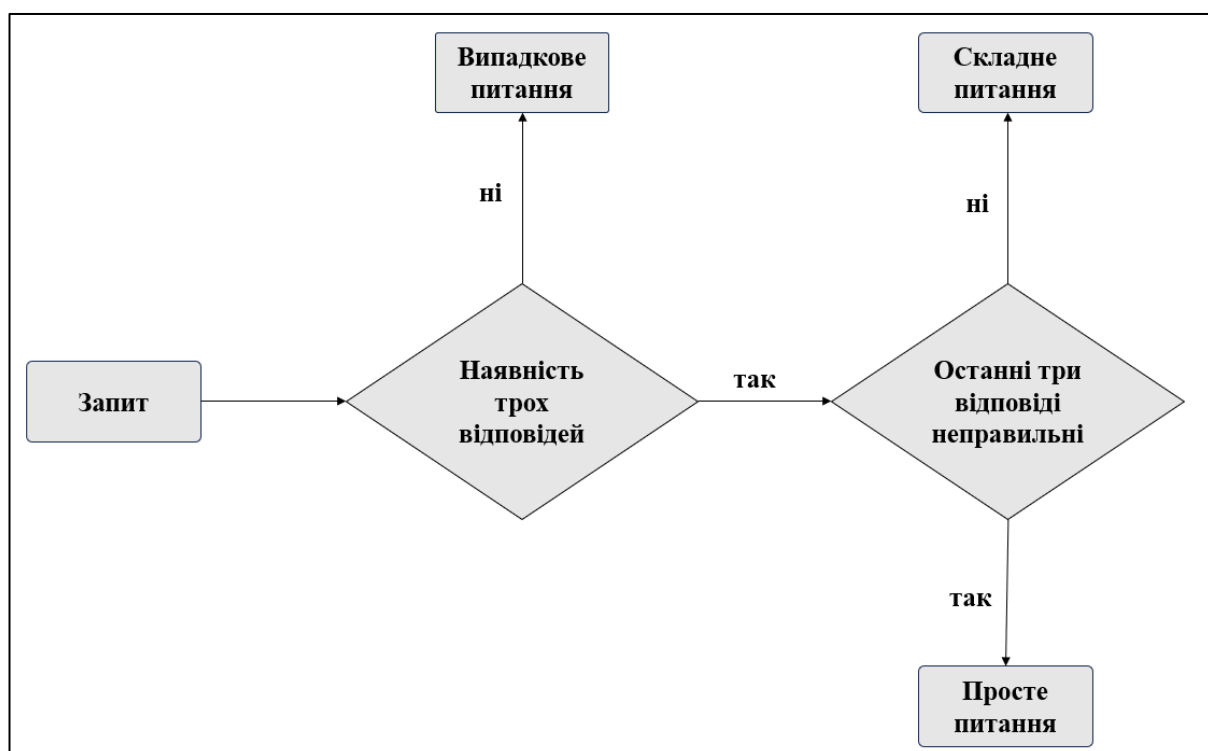 Випадкове
питання
Складне
питання
ні
ні
Запит
Наявність
трох
відповідей
так
Останні три
відповіді
неправильні
так
Просте
питання